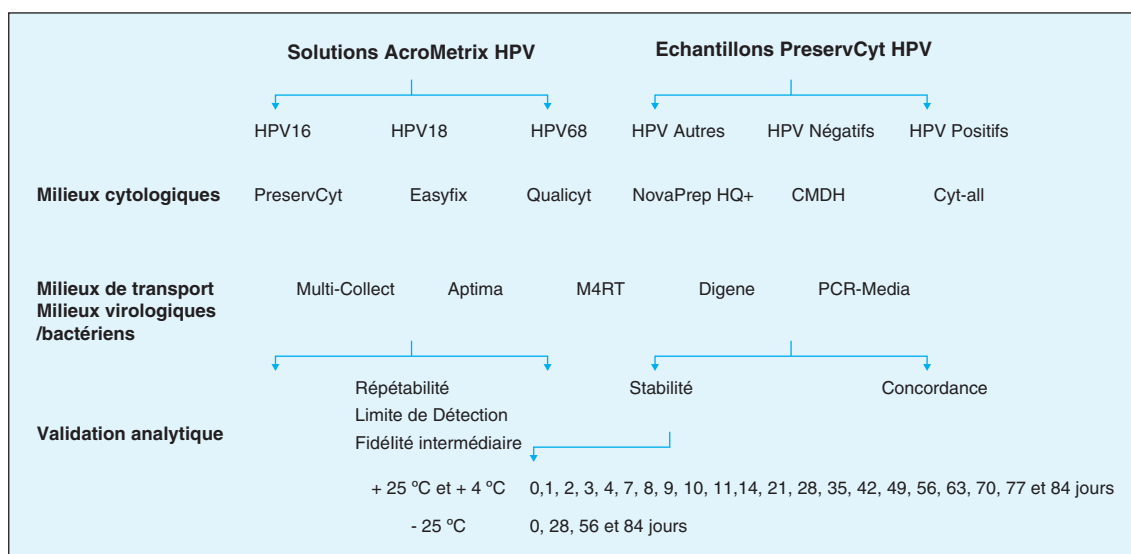 Solutions AcroMetrix HPV Echantillons PreservCyt HPV
HPV16 HPV18 HPV68 HPV Autres HPV Négatifs HPV Positifs
Milieux cytologiques PreservCyt Easyfix Qualicyt NovaPrep HQ+ CMDH Cyt-all
Milieux de transport Multi-Collect Aptima M4RT Digene PCR-Media
Milieux virologiques
/bactériens
Répétabilité Stabilité Concordance
Limite de Détection
Validation analytique
Fidélité intermédiaire
+ 25 ºC et + 4 ºC 0,1, 2, 3, 4, 7, 8, 9, 10, 11,14, 21, 28, 35, 42, 49, 56, 63, 70, 77 et 84 jours
- 25 ºC 0, 28, 56 et 84 jours